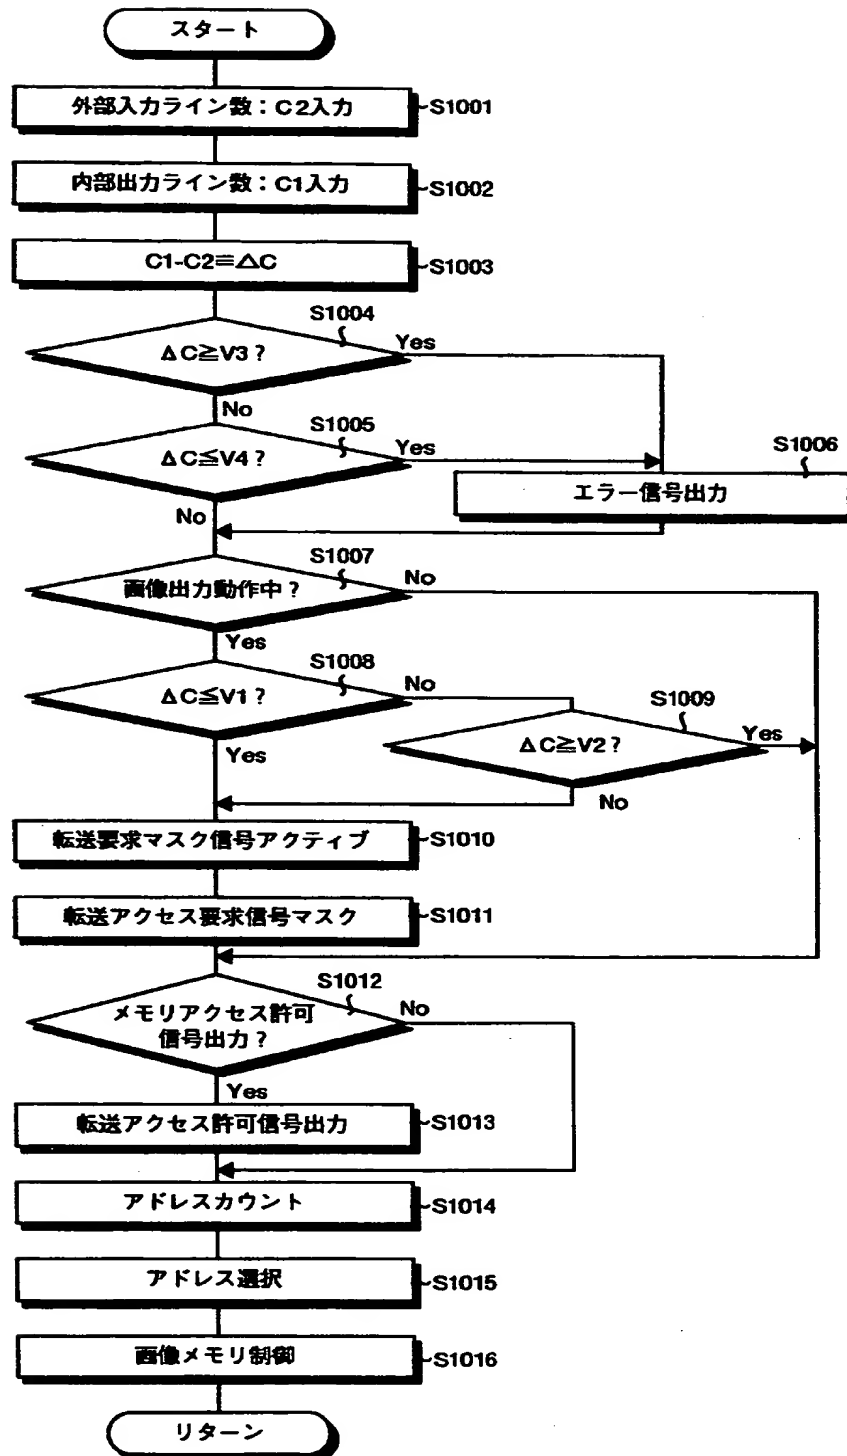 スタート
外部入力ライン数:C2入力
S1001
内部出力ライン数:C1入力
S1002
C1-C2≡△C
S1003
S1004
ΔC≧V3?
Yes
No
S1005
ΔC≦V4?
Yes
No
S1006
エラー信号出力
S1007
画像出力動作中?
No
Yes
S1008
ΔC≦V1?
No
Yes
S1009
ΔC≧V2?
Yes
No
転送要求マスク信号アクティブ
S1010
転送アクセス要求信号マスク
S1011
S1012
メモリアクセス許可
信号出力?
No
Yes
転送アクセス許可信号出力
S1013
アドレスカウント
S1014
アドレス選択
S1015
画像メモリ制御
S1016
リターン